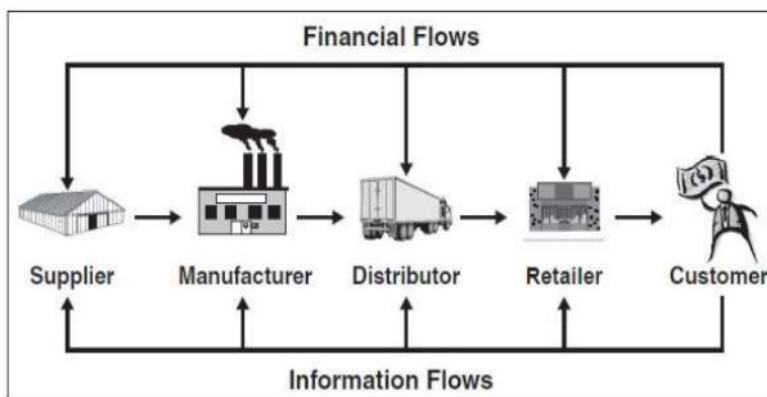 Financial Flows
Supplier Manufacturer Distributor Retailer Customer
Information Flows